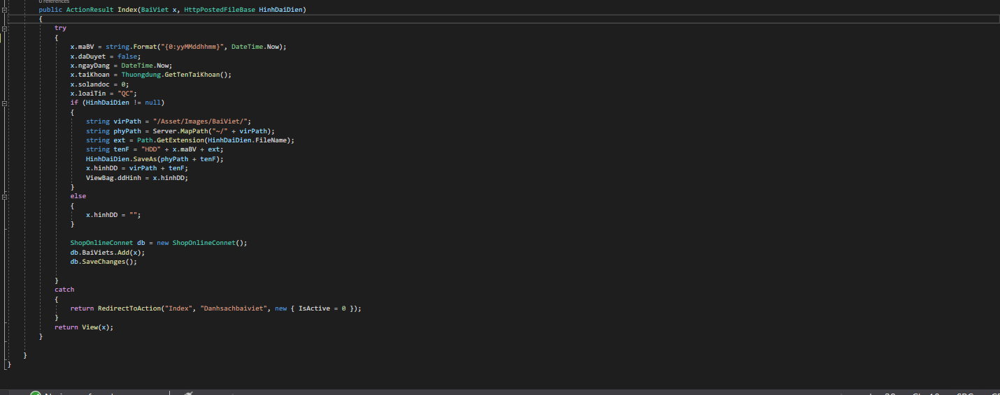 0 references
public ActionResult Index(BaiViet x, HttpPostedFileBase HinhDaiDien)
{
try
{
x.maBV = string.Format("{0:yyMMddhhmm}", DateTime.Now);
x.daDuyet = false;
x.ngayDang = DateTime.Now;
x.taiKhoan = Thuongdung.GetTenTaiKhoan();
x.solandoc = 0;
x.loaiTin = "QC";
if (HinhDaiDien != null)
{
string virPath = "/Asset/Images/BaiViet/";
string phyPath = Server.MapPath("~/" + virPath);
string ext = Path.GetExtension(HinhDaiDien.FileName);
string tenF = "HDD" + x.maBV + ext;
HinhDaiDien.SaveAs(phyPath + tenF);
x.hinhDD = virPath + tenF;
ViewBag.ddHinh = x.hinhDD;
}
else
{
x.hinhDD = "";
}
ShopOnlineConnet db = new ShopOnlineConnet();
db.BaiViets.Add(x);
db.SaveChanges();
}
catch
{
return RedirectToAction("Index", "Danhsachbaiviet", new { IsActive = 0 });
}
return View(x);
}
}
}